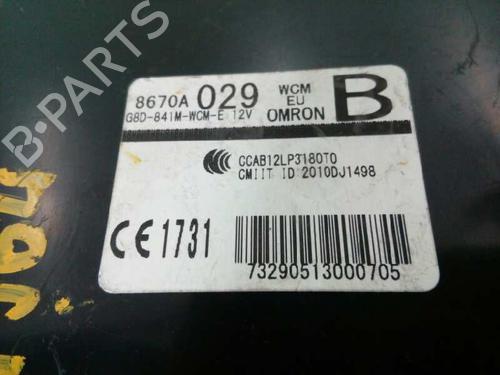 8670A 029 WCM EU OMRON B
G8D-841M-WCM-E 12V
CCAB12LP3180T0
CMIIT ID 2010DJ1498
CE 1731
73290513000705
B-PARTS